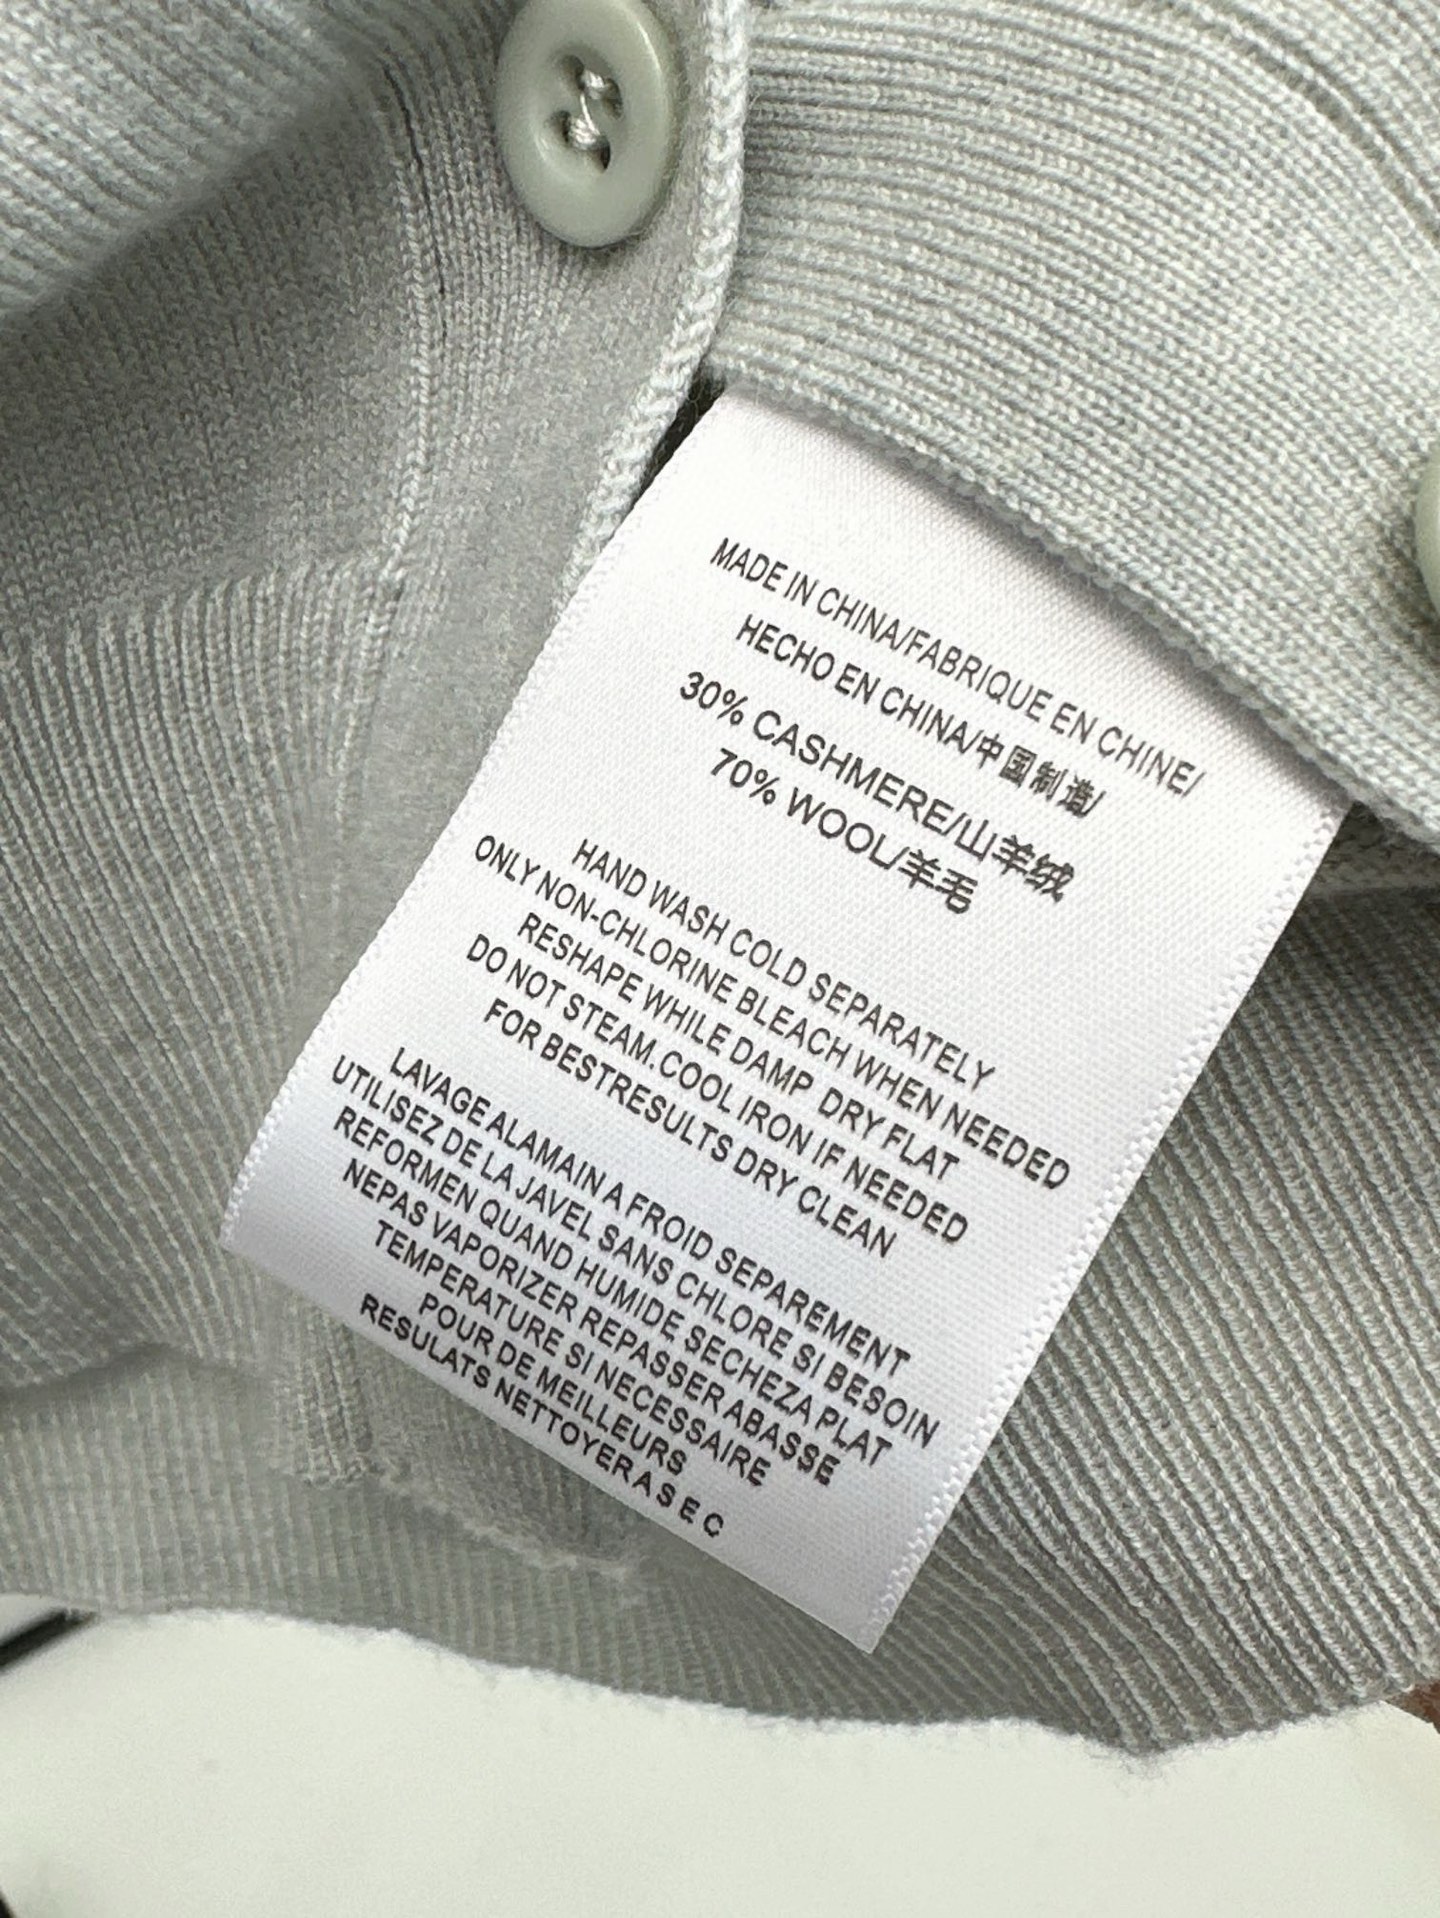 MADE IN CHINA/FABRIQUE EN CHINE/
HECHO EN CHINA/中国制造/
30% CASHMERE/山羊绒
70% WOOL/羊毛
HAND WASH COLD SEPARATELY
ONLY NON-CHLORINE BLEACH WHEN NEEDED
RESHAPE WHILE DAMP DRY FLAT
DO NOT STEAM.COOL IRON IF NEEDED
FOR BESTRESULTS DRY CLEAN
LAVAGE ALAMAIN A FROID SEPAREMENT
UTILISEZ DE LA JAVEL SANS CHLORE SI BESOIN
REFORMEN QUAND HUMIDE SECHEZA PLAT
NEPAS VAPORIZER REPASSER ABASSE
TEMPERATURE SI NECESSAIRE
POUR DE MEILLEURS
RESULATS NETTOYER A S E C